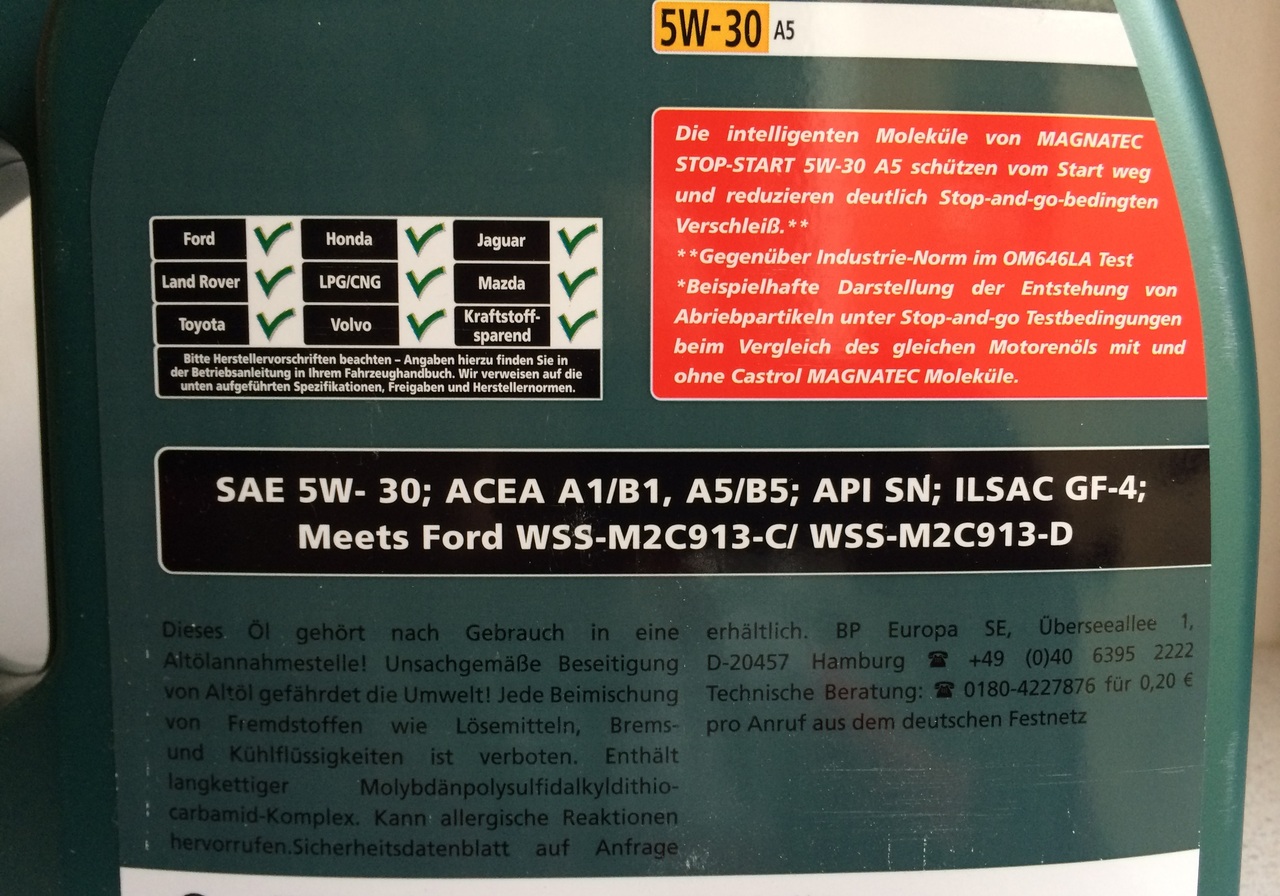 5W-30 A5
Die intelligenten Moleküle von MAGNATEC
STOP-START 5W-30 A5 schützen vom Start weg
und reduzieren deutlich Stop-and-go-bedingten
Verschleiß.**
**Gegenüber Industrie-Norm im OM646LA Test
*Beispielhafte Darstellung der Entstehung von
Abriebpartikeln unter Stop-and-go Testbedingungen
beim Vergleich des gleichen Motorenöls mit und
ohne Castrol MAGNATEC Moleküle.
Ford Honda Jaguar
Land Rover LPG/CNG Mazda
Toyota Volvo Kraftstoff-
sparend
Bitte Herstellervorschriften beachten – Angaben hierzu finden Sie in
der Betriebsanleitung in Ihrem Fahrzeughandbuch. Wir verweisen auf die
unten aufgeführten Spezifikationen, Freigaben und Herstellernormen.
SAE 5W- 30; ACEA A1/B1, A5/B5; API SN; ILSAC GF-4;
Meets Ford WSS-M2C913-C/ WSS-M2C913-D
Dieses Öl gehört nach Gebrauch in eine
Altölannahmestelle! Unsachgemäße Beseitigung
von Altöl gefährdet die Umwelt! Jede Beimischung
von Fremdstoffen wie Lösemitteln, Brems-
und Kühlflüssigkeiten ist verboten. Enthält
langkettiger Molybdänpolysulfidalkyldithio-
carbamid-Komplex. Kann allergische Reaktionen
hervorrufen.Sicherheitsdatenblatt auf Anfrage
erhältlich. BP Europa SE, Überseeallee 1,
D-20457 Hamburg ☎ +49 (0)40 6395 2222
Technische Beratung: ☎ 0180-4227876 für 0,20 €
pro Anruf aus dem deutschen Festnetz